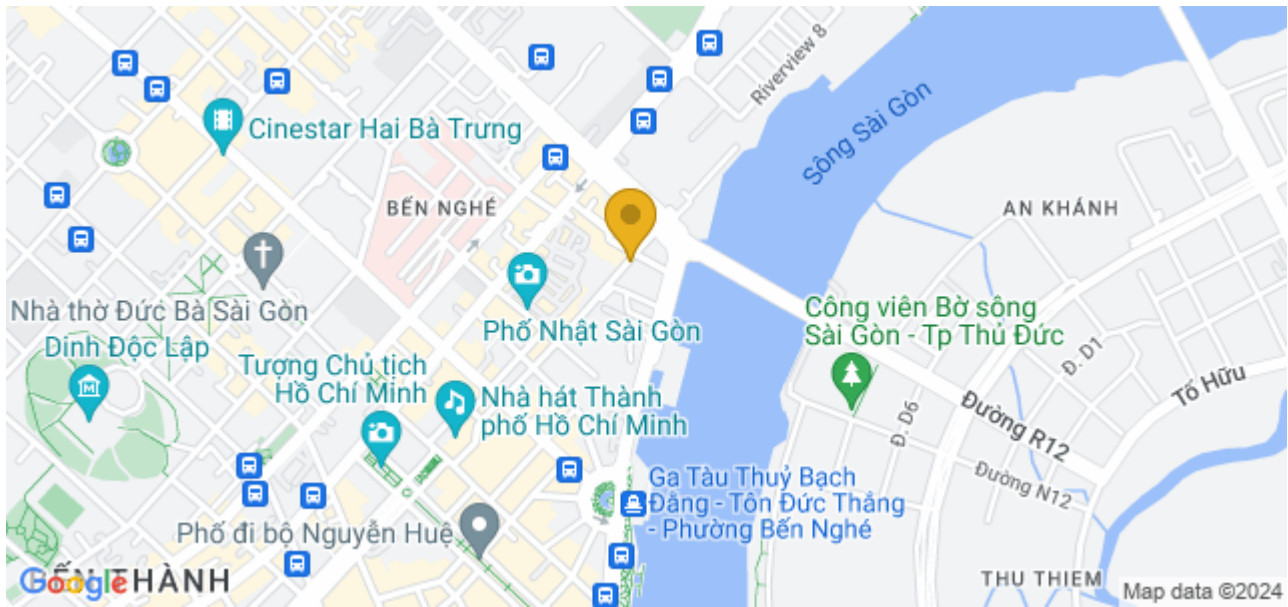 Riverview 8
Sông Sài Gòn
Cinestar Hai Bà Trưng
BẾN NGHÉ
AN KHÁNH
Nhà thờ Đức Bà Sài Gòn
Phố Nhật Sài Gòn
Công viên Bờ sông
Sài Gòn - Tp Thủ Đức
Dinh Độc Lập
Tượng Chủ tịch
Hồ Chí Minh
Nhà hát Thành
phố Hồ Chí Minh
Đ. D1
Tố Hữu
Đ. D6
Đường R12
Đường N12
Ga Tàu Thuỷ Bạch
Đằng - Tôn Đức Thắng
- Phường Bến Nghé
Phố đi bộ Nguyễn Huệ
THU THIEM
Google
THÀNH
Map data ©2024